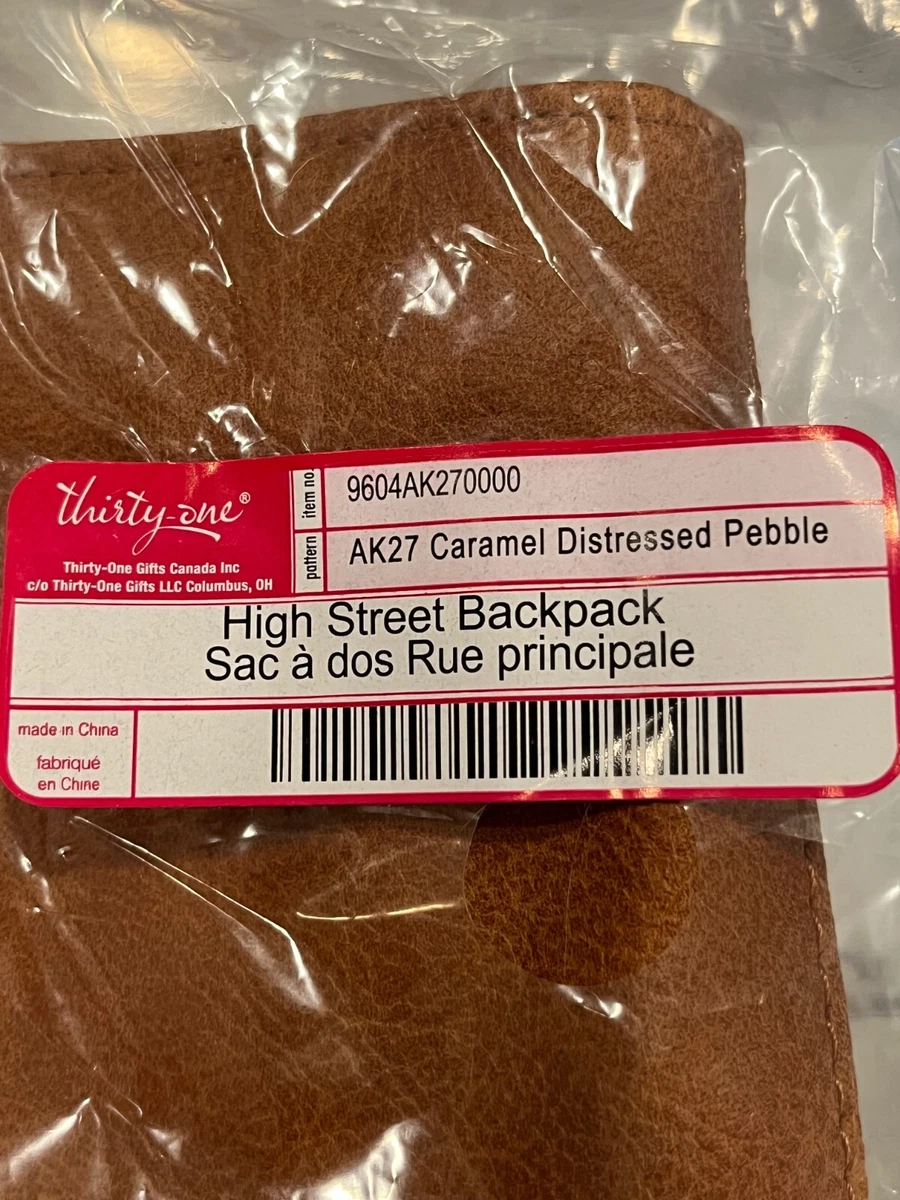 thirty-one®
Thirty-One Gifts Canada Inc
c/o Thirty-One Gifts LLC Columbus, OH
item no.
9604AK270000
pattern
AK27 Caramel Distressed Pebble
High Street Backpack
Sac à dos Rue principale
made in China
fabriqué
en Chine